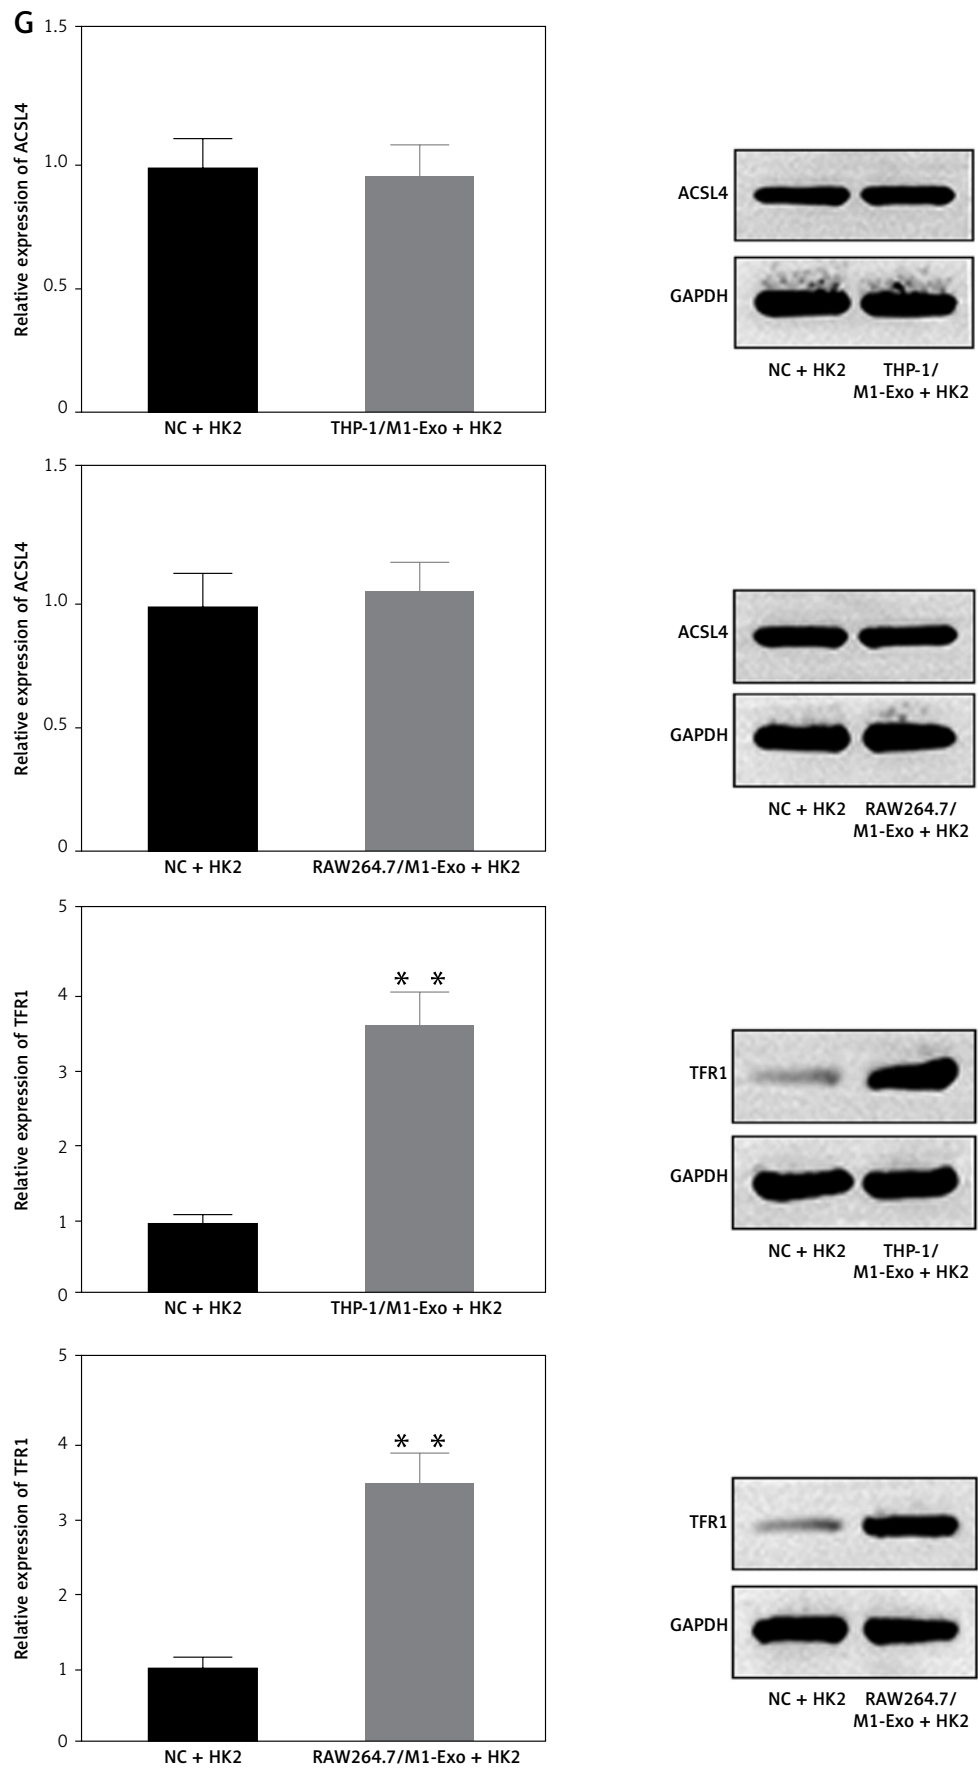 G
Relative expression of ACSL4
1.5
1.0
0.5
0
NC + HK2
THP-1/M1-Exo + HK2
ACSL4
GAPDH
NC + HK2
THP-1/
M1-Exo + HK2
Relative expression of ACSL4
1.5
1.0
0.5
0
NC + HK2
RAW264.7/M1-Exo + HK2
ACSL4
GAPDH
NC + HK2
RAW264.7/
M1-Exo + HK2
Relative expression of TFR1
5
4
3
2
1
0
* *
NC + HK2
THP-1/M1-Exo + HK2
TFR1
GAPDH
NC + HK2
THP-1/
M1-Exo + HK2
Relative expression of TFR1
5
4
3
2
1
0
* *
NC + HK2
RAW264.7/M1-Exo + HK2
TFR1
GAPDH
NC + HK2
RAW264.7/
M1-Exo + HK2